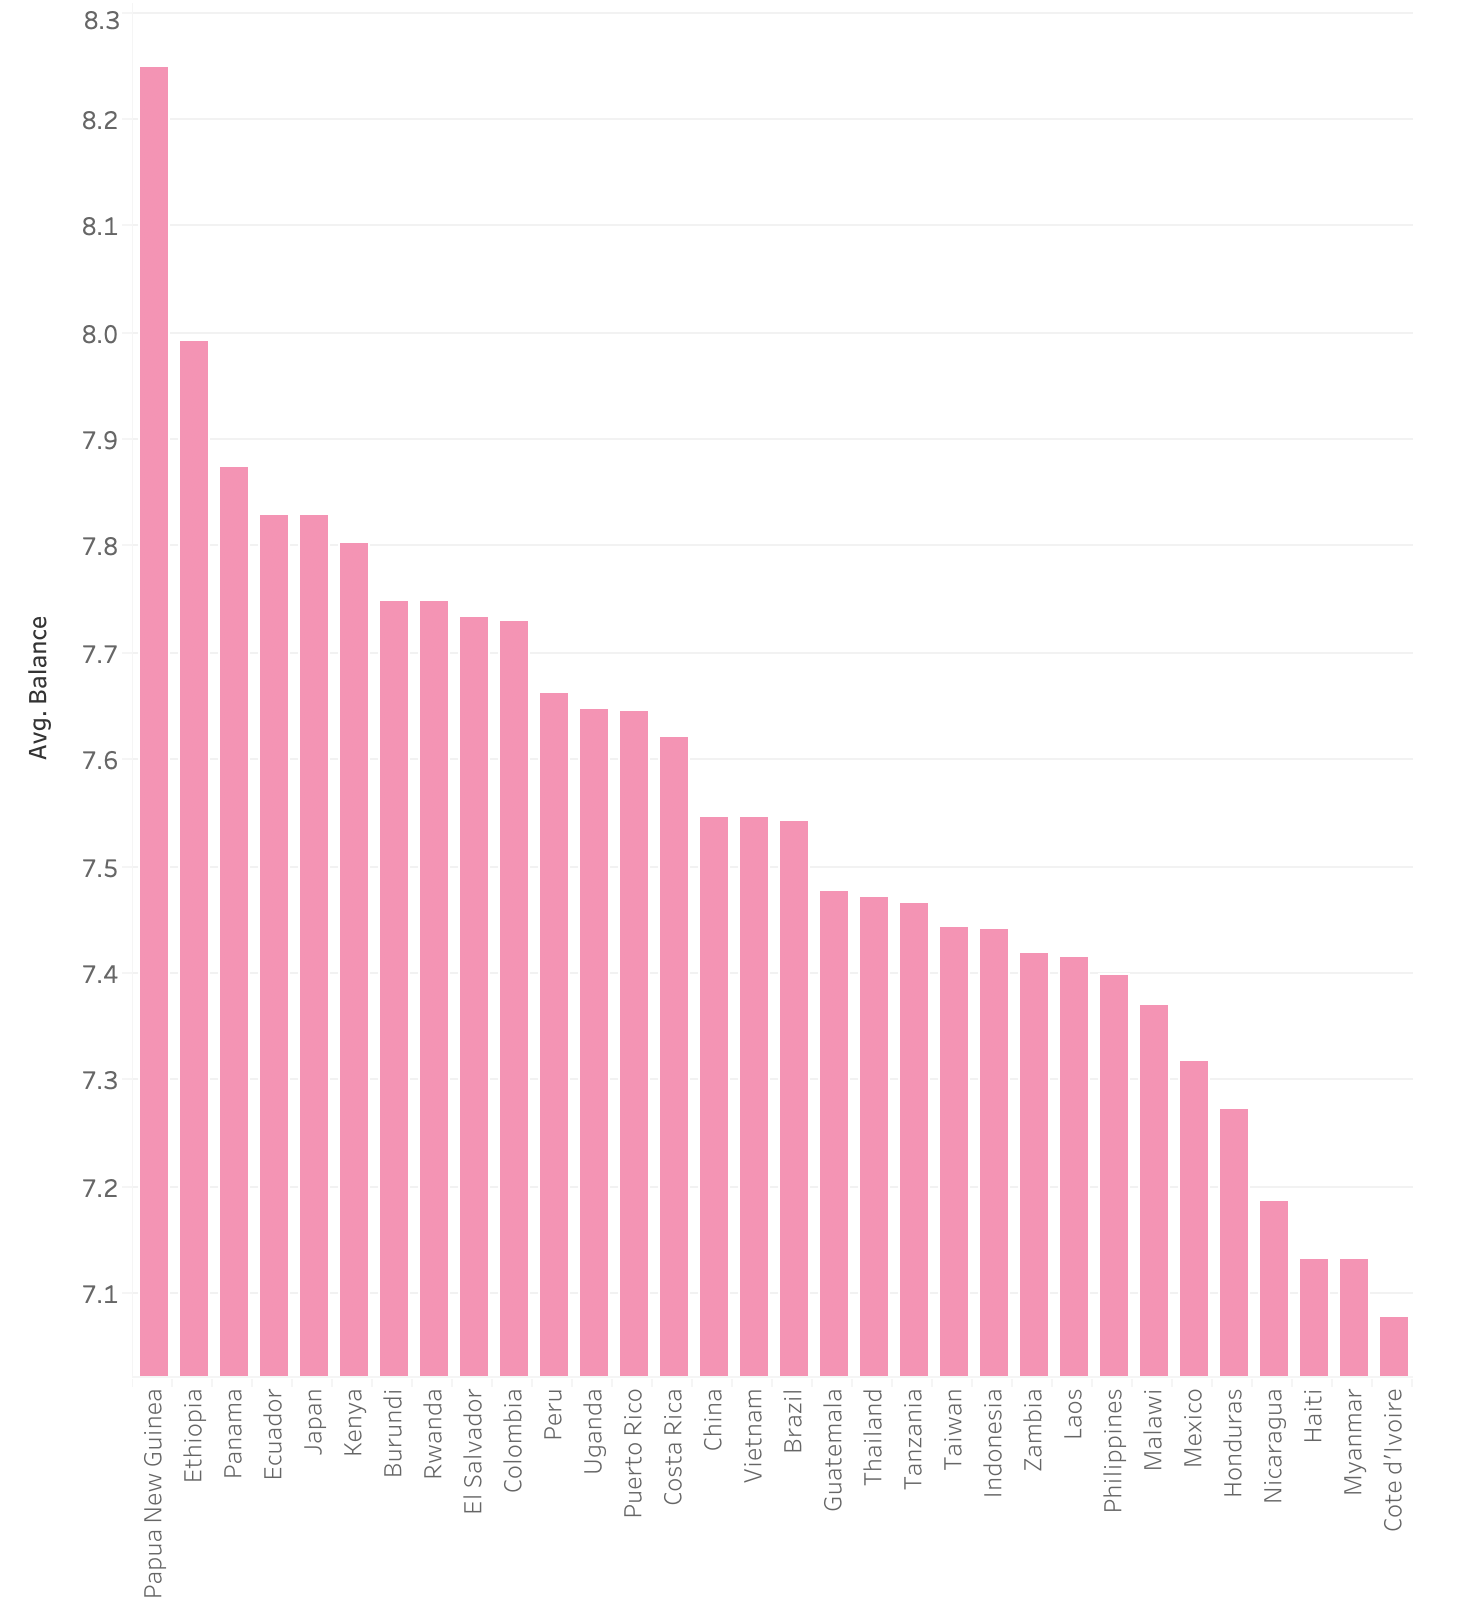 8.3
8.2
8.1
8.0
7.9
7.8
7.7
7.6
7.5
7.4
7.3
7.2
7.1
Avg. Balance
Papua New Guinea
Ethiopia
Panama
Ecuador
Japan
Kenya
Burundi
Rwanda
El Salvador
Colombia
Peru
Uganda
Puerto Rico
Costa Rica
China
Vietnam
Brazil
Guatemala
Thailand
Tanzania
Taiwan
Indonesia
Zambia
Laos
Philippines
Malawi
Mexico
Honduras
Nicaragua
Haiti
Myanmar
Cote d’Ivoire